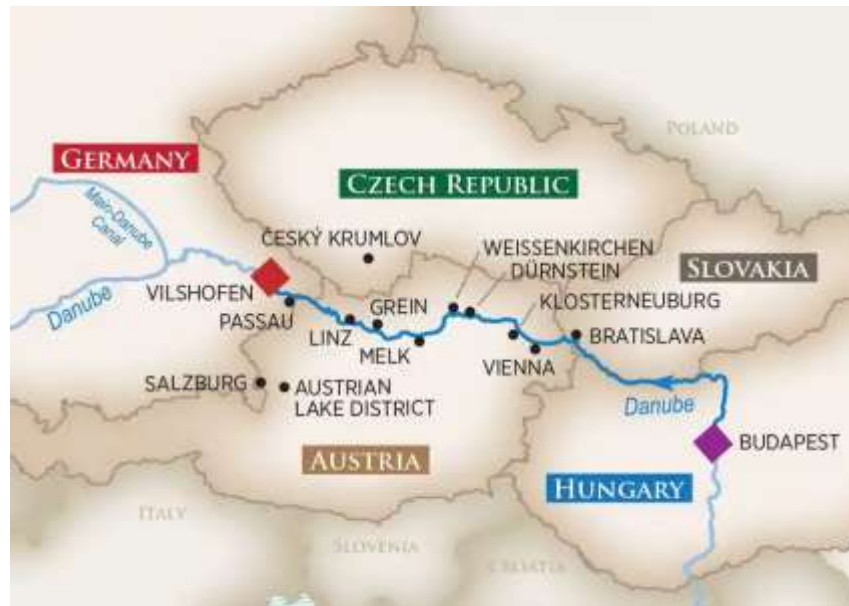 POLAND
GERMANY
CZECH REPUBLIC
Main-Danube
Canal
ČESKÝ KRUMLOV
WEISSENKIRCHEN
DÜRNSTEIN
SLOVAKIA
VILSHOFEN
GREIN
KLOSTERNEUBURG
Danube
PASSAU
LINZ
MELK
VIENNA
BRATISLAVA
SALZBURG
AUSTRIAN
LAKE DISTRICT
Danube
BUDAPEST
AUSTRIA
HUNGARY
ITALY
SLOVENIA
CROATIA